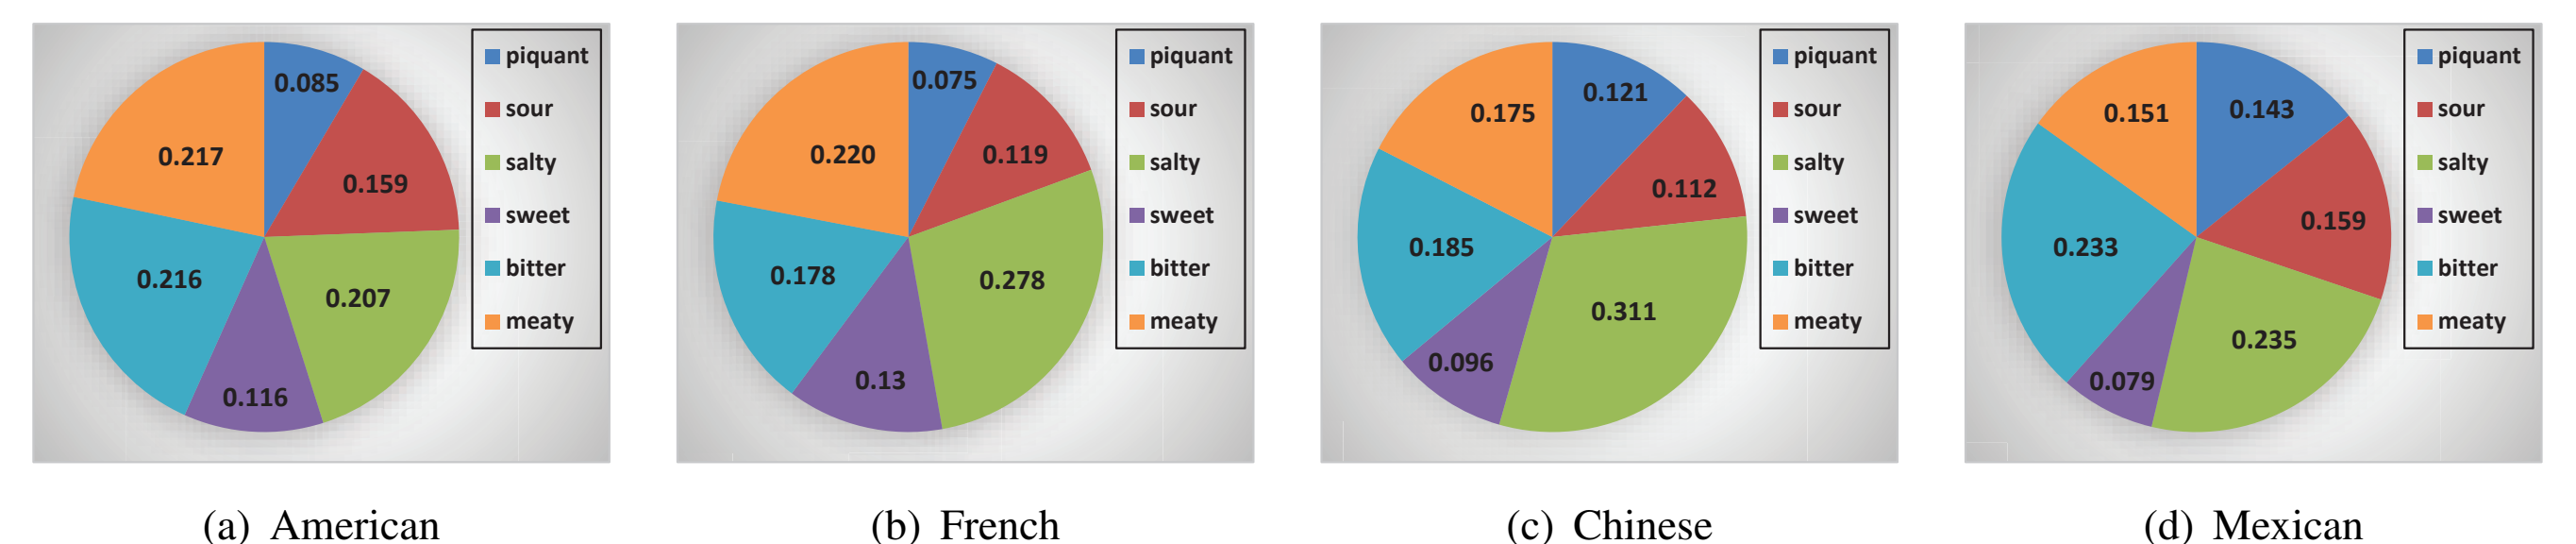 0.085
0.159
0.207
0.116
0.216
0.217
piquant
sour
salty
sweet
bitter
meaty
(a) American
0.075
0.119
0.278
0.13
0.178
0.220
piquant
sour
salty
sweet
bitter
meaty
(b) French
0.121
0.112
0.311
0.096
0.185
0.175
piquant
sour
salty
sweet
bitter
meaty
(c) Chinese
0.143
0.159
0.235
0.079
0.233
0.151
piquant
sour
salty
sweet
bitter
meaty
(d) Mexican